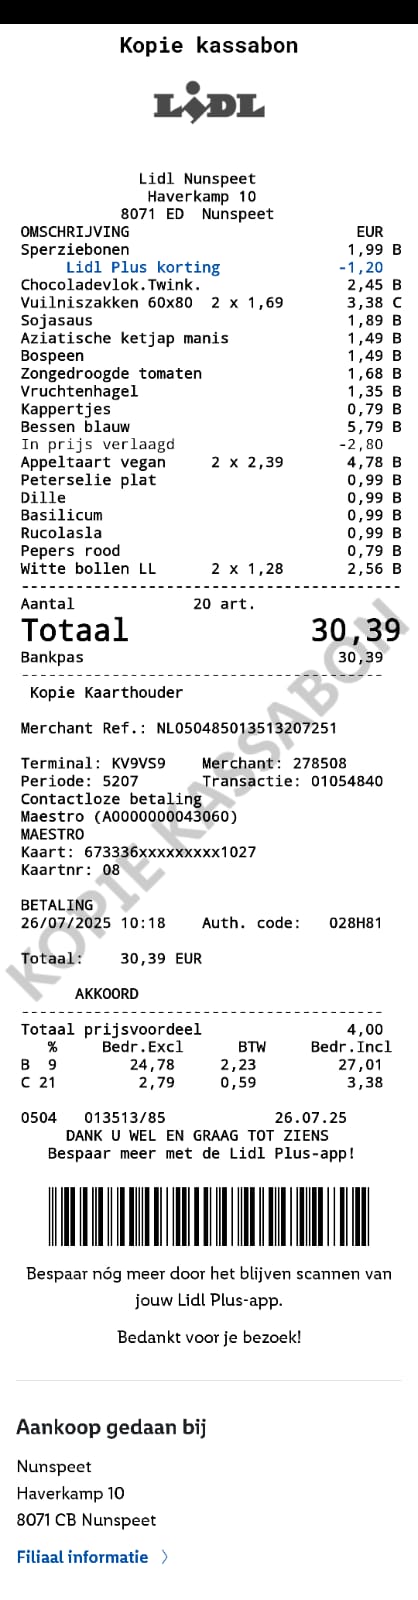 Kopie kassabon
LIDL
Lidl Nunspeet
Haverkamp 10
8071 ED Nunspeet
OMSCHRIJVING EUR
Sperziebonen 1,99 B
Lidl Plus korting -1,20
Chocoladevlok.Twink. 2,45 B
Vuilniszakken 60x80 2 x 1,69 3,38 C
Sojasaus 1,89 B
Aziatische ketjap manis 1,49 B
Bospeen 1,49 B
Zongedroogde tomaten 1,68 B
Vruchtenhagel 1,35 B
Kappertjes 0,79 B
Bessen blauw 5,79 B
In prijs verlaagd -2,80
Appeltaart vegan 2 x 2,39 4,78 B
Peterselie plat 0,99 B
Dille 0,99 B
Basilicum 0,99 B
Rucolasla 0,99 B
Pepers rood 0,79 B
Witte bollen LL 2 x 1,28 2,56 B
Aantal 20 art.
Totaal 30,39
Bankpas 30,39
Kopie Kaarthouder
Merchant Ref.: NL050485013513207251
Terminal: KV9VS9 Merchant: 278508
Periode: 5207 Transactie: 01054840
Contactloze betaling
Maestro (A0000000043060)
MAESTRO
Kaart: 673336xxxxxxxxx1027
Kaartnr: 08
BETALING
26/07/2025 10:18 Auth. code: 028H81
Totaal: 30,39 EUR
AKKOORD
KOPIE KASSABON
Totaal prijsvoordeel 4,00
% Bedr.Excl BTW Bedr.Incl
B 9 24,78 2,23 27,01
C 21 2,79 0,59 3,38
0504 013513/85 26.07.25
DANK U WEL EN GRAAG TOT ZIENS
Bespaar meer met de Lidl Plus-app!
Bespaar nóg meer door het blijven scannen van
jouw Lidl Plus-app.
Bedankt voor je bezoek!
Aankoop gedaan bij
Nunspeet
Haverkamp 10
8071 CB Nunspeet
Filiaal informatie